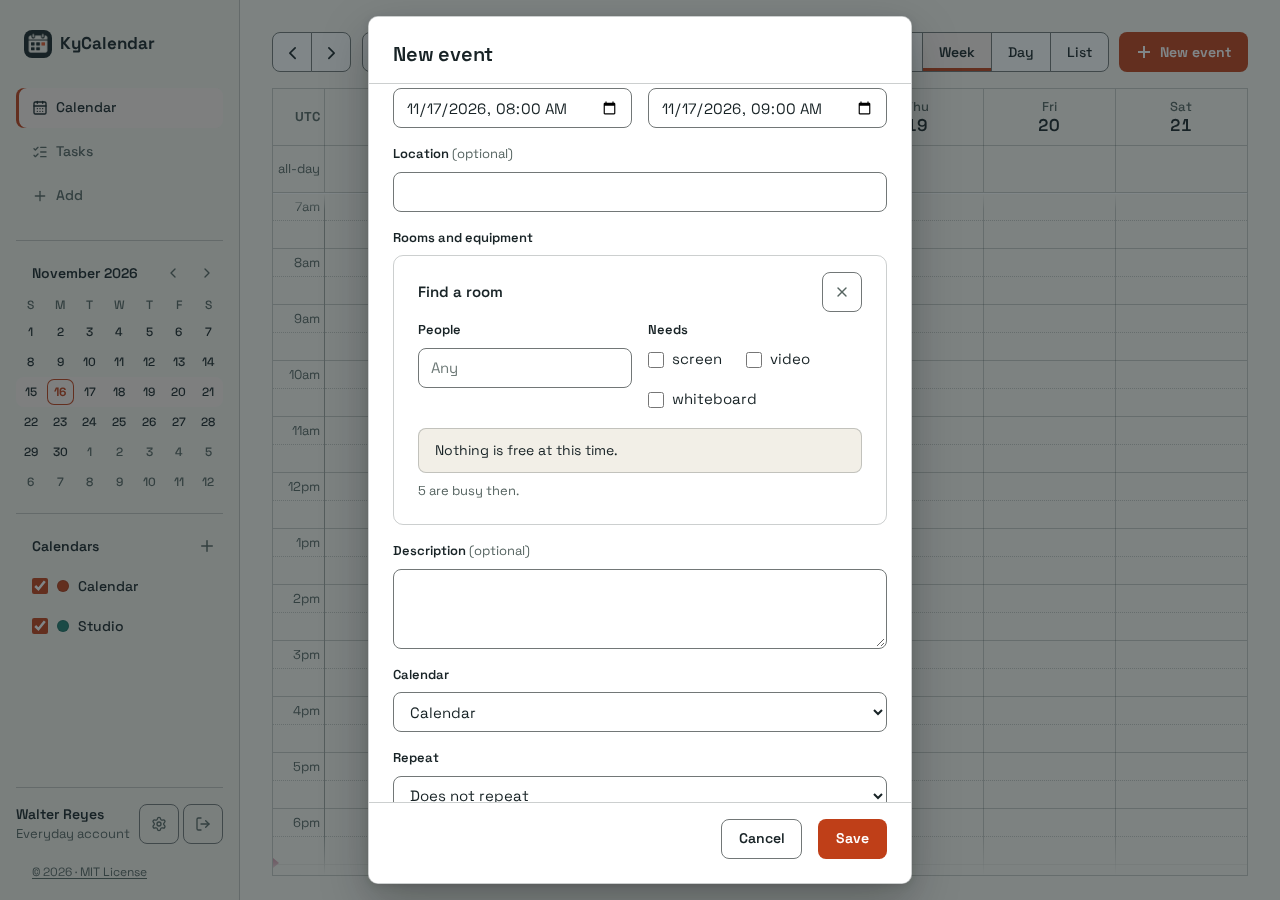 KyCalendar
Calendar
Tasks
Add
November 2026
S M T W T F S
1 2 3 4 5 6 7
8 9 10 11 12 13 14
15 16 17 18 19 20 21
22 23 24 25 26 27 28
29 30 1 2 3 4 5
6 7 8 9 10 11 12
Calendars
Calendar
Studio
Walter Reyes
Everyday account
© 2026 · MIT License
Week Day List New event
UTC
Fri Sat
20 21
all-day
7am
8am
9am
10am
11am
12pm
1pm
2pm
3pm
4pm
5pm
6pm
New event
11/17/2026, 08:00 AM 11/17/2026, 09:00 AM
Location (optional)
Rooms and equipment
Find a room
People Needs
Any screen video
whiteboard
Nothing is free at this time.
5 are busy then.
Description (optional)
Calendar
Calendar
Repeat
Does not repeat
Cancel Save